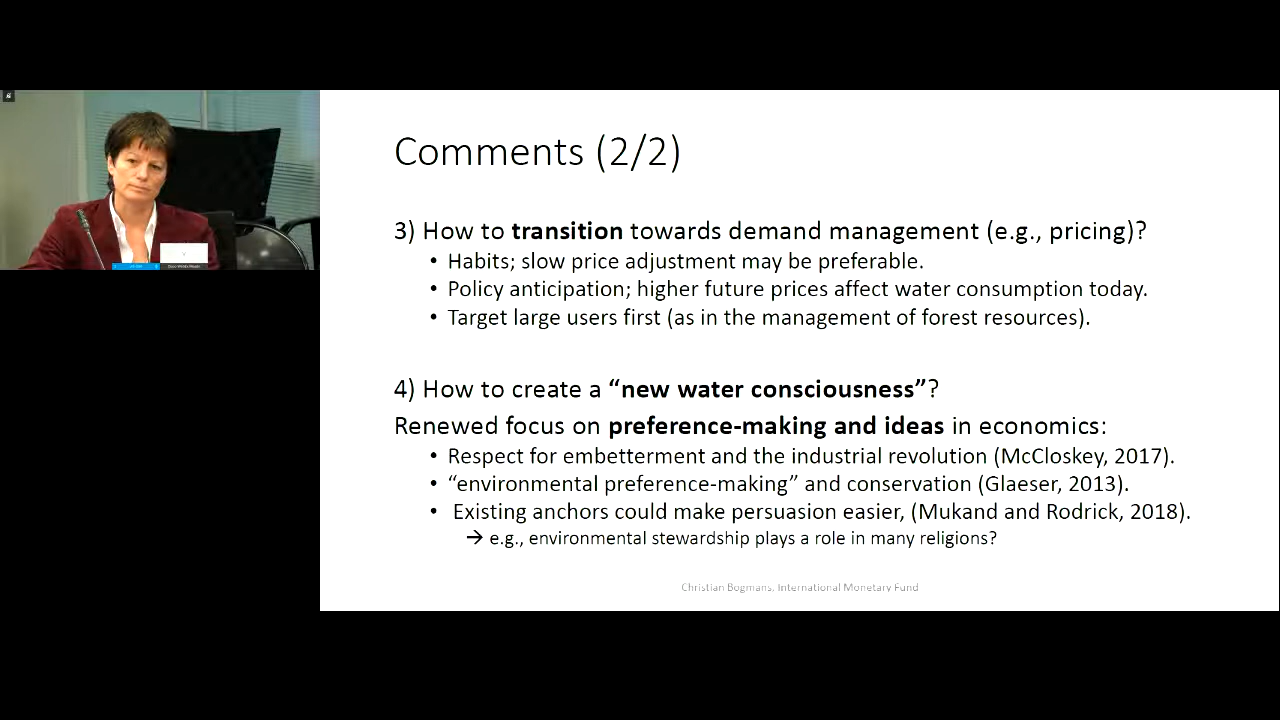 Comments (2/2)
3) How to transition towards demand management (e.g., pricing)?
• Habits; slow price adjustment may be preferable.
• Policy anticipation; higher future prices affect water consumption today.
• Target large users first (as in the management of forest resources).
4) How to create a “new water consciousness”?
Renewed focus on preference-making and ideas in economics:
• Respect for embetterment and the industrial revolution (McCloskey, 2017).
• “environmental preference-making” and conservation (Glaeser, 2013).
• Existing anchors could make persuasion easier, (Mukand and Rodrick, 2018).
→ e.g., environmental stewardship plays a role in many religions?
Christian Bogmans, International Monetary Fund